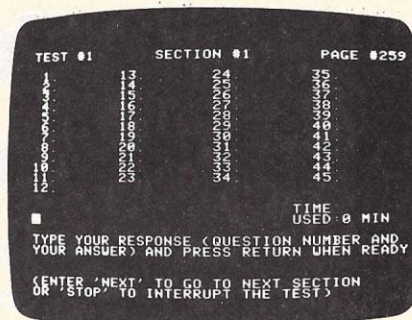 TEST #1 SECTION #1 PAGE #259
1. 13. 24. 35.
2. 14. 25. 36.
3. 15. 26. 37.
4. 16. 27. 38.
5. 17. 28. 39.
6. 18. 29. 40.
7. 19. 30. 41.
8. 20. 31. 42.
9. 21. 32. 43.
10. 22. 33. 44.
11. 23. 34. 45.
12.
TIME
USED:0 MIN
TYPE YOUR RESPONSE (QUESTION NUMBER AND
YOUR ANSWER) AND PRESS RETURN WHEN READY
(ENTER 'NEXT' TO GO TO NEXT SECTION
OR 'STOP' TO INTERRUPT THE TEST)